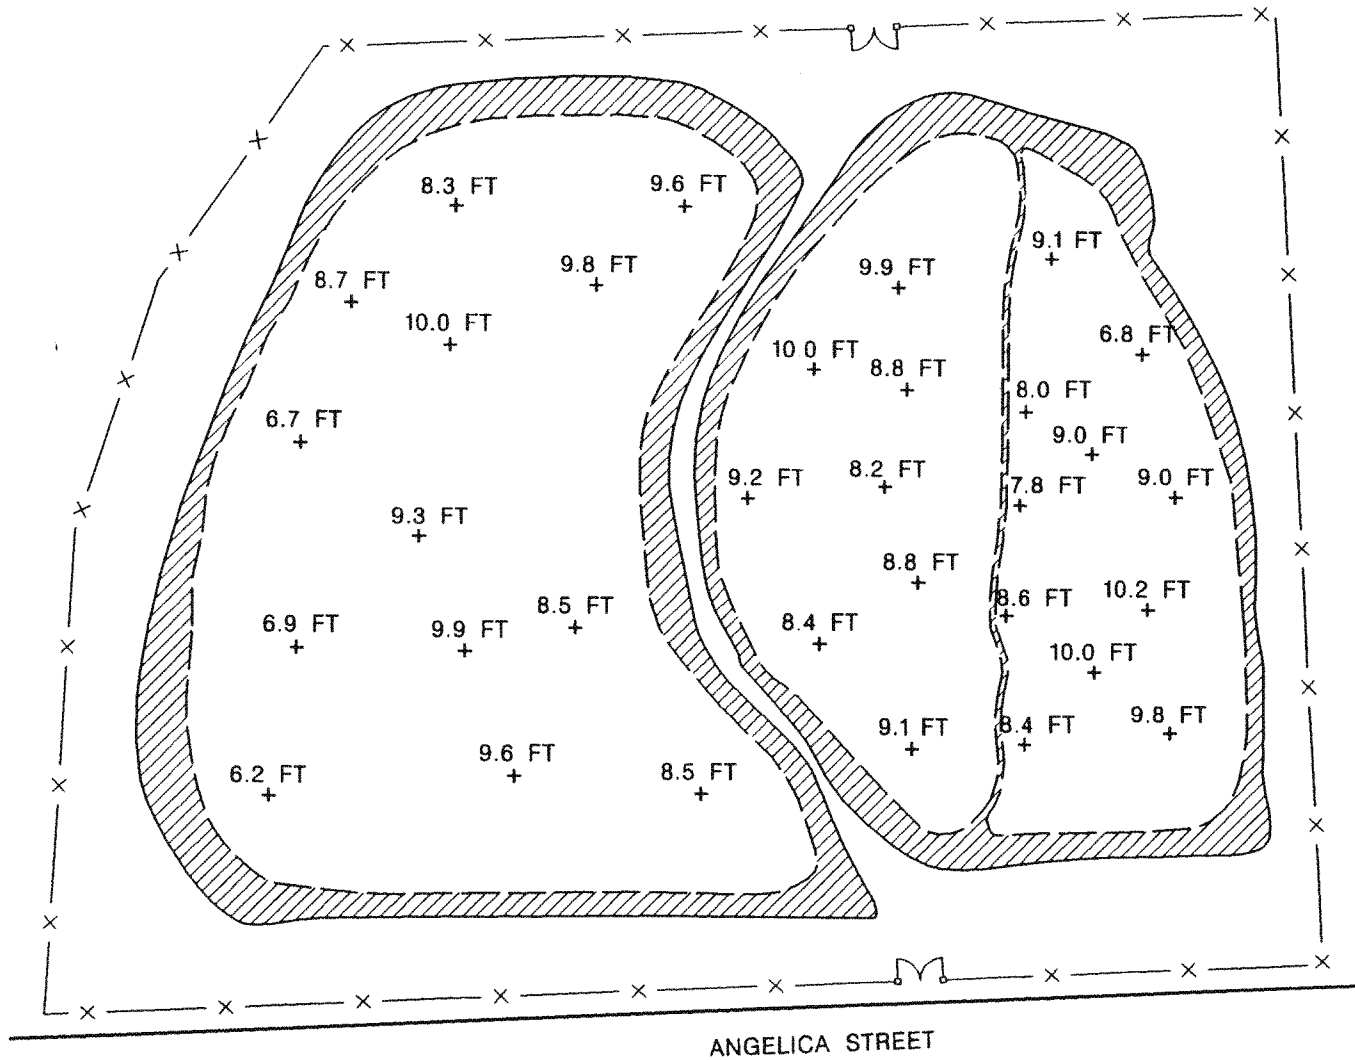 8.3 FT
9.6 FT
9.1 FT
9.8 FT
9.9 FT
8.7 FT
10.0 FT
6.8 FT
10.0 FT
8.8 FT
8.0 FT
6.7 FT
9.0 FT
9.2 FT
8.2 FT
7.8 FT
9.0 FT
9.3 FT
8.8 FT
8.6 FT
10.2 FT
8.5 FT
6.9 FT
9.9 FT
8.4 FT
10.0 FT
9.1 FT
8.4 FT
9.8 FT
9.6 FT
6.2 FT
8.5 FT
ANGELICA STREET